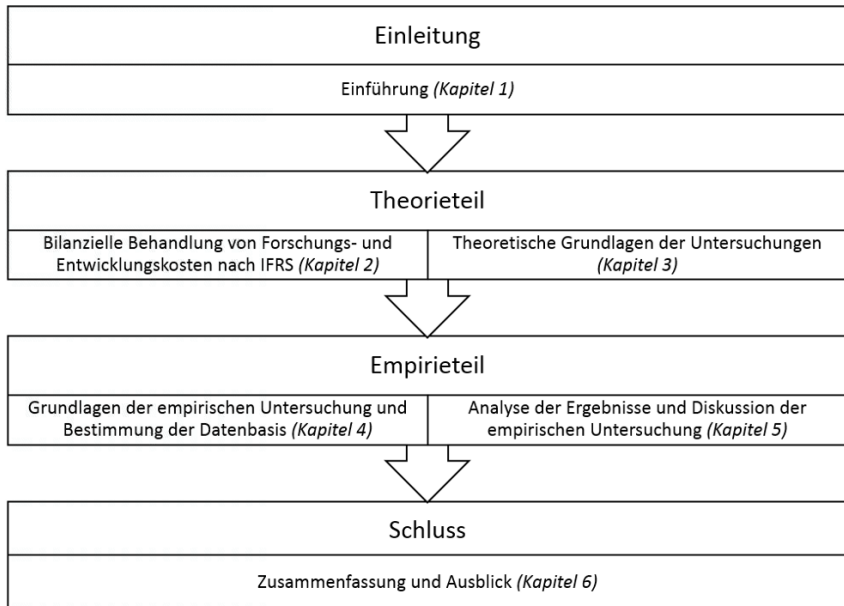 Einleitung
Einführung (Kapitel 1)
Theorieteil
Bilanzielle Behandlung von Forschungs- und
Entwicklungskosten nach IFRS (Kapitel 2)
Theoretische Grundlagen der Untersuchungen
(Kapitel 3)
Empirieteil
Grundlagen der empirischen Untersuchung und
Bestimmung der Datenbasis (Kapitel 4)
Analyse der Ergebnisse und Diskussion der
empirischen Untersuchung (Kapitel 5)
Schluss
Zusammenfassung und Ausblick (Kapitel 6)